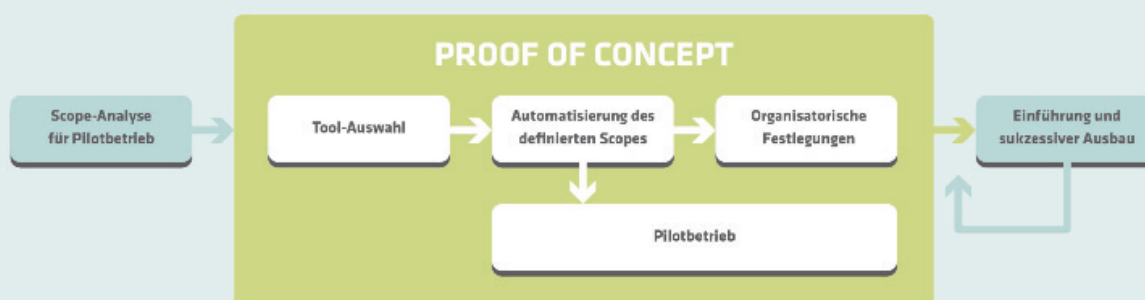 PROOF OF CONCEPT
Scope-Analyse
für Pilotbetrieb
Tool-Auswahl
Automatisierung des
definierten Scopes
Organisatorische
Festlegungen
Einführung und
sukzessiver Ausbau
Pilotbetrieb